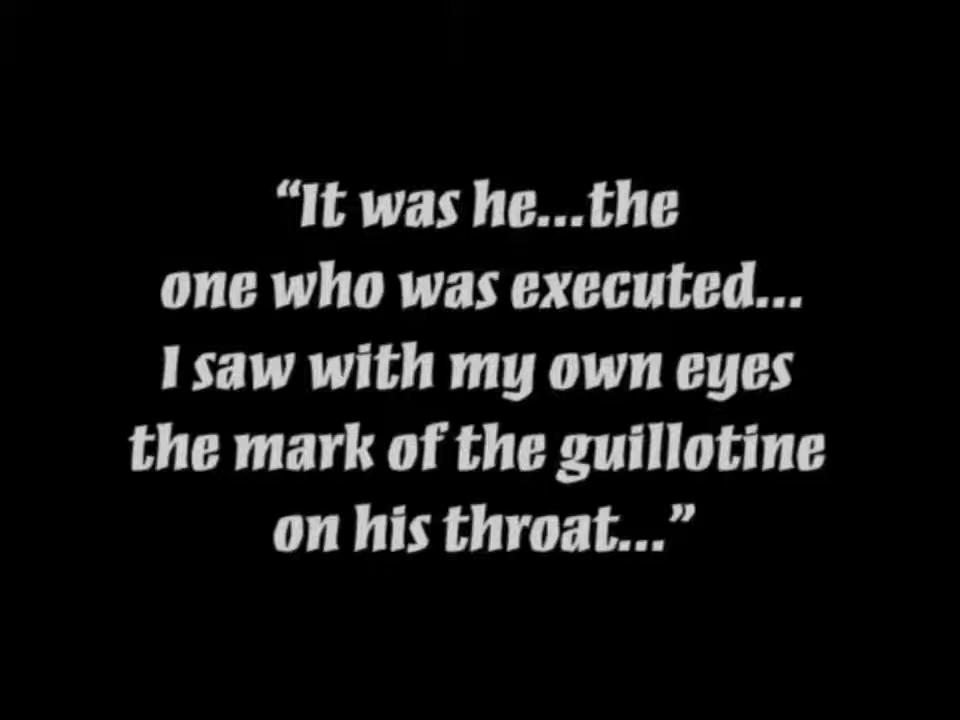 “It was he...the
one who was executed...
I saw with my own eyes
the mark of the guillotine
on his throat...”